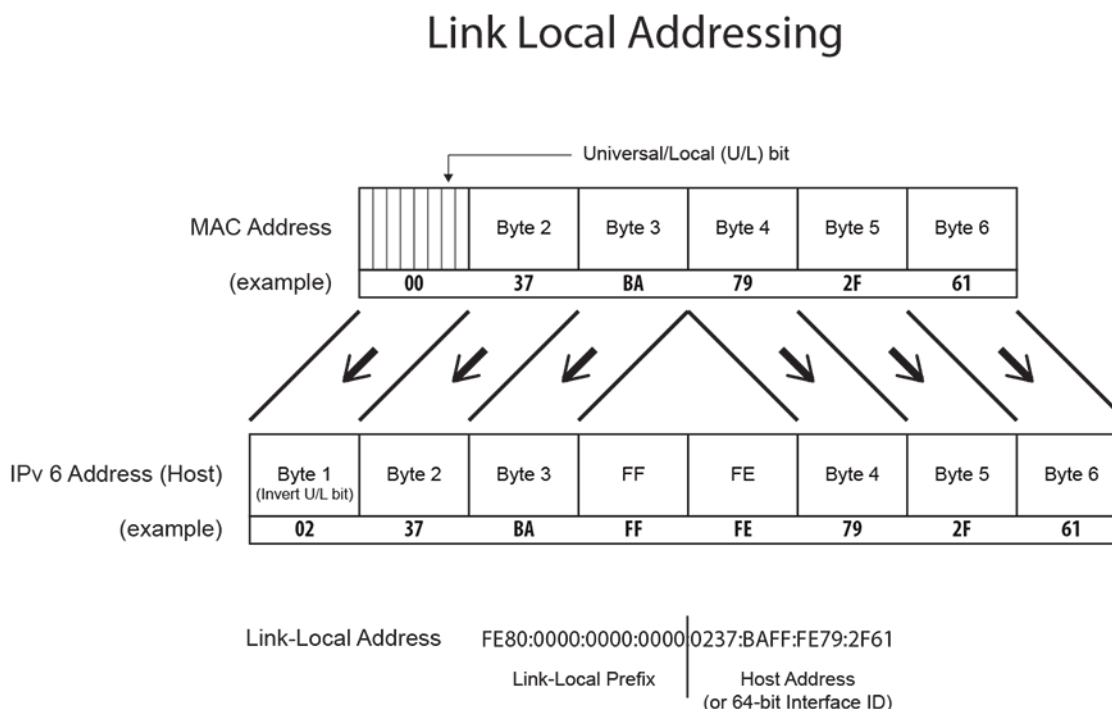 Link Local Addressing
Universal/Local (U/L) bit
MAC Address
Byte 2 Byte 3 Byte 4 Byte 5 Byte 6
(example)
00 37 BA 79 2F 61
IPv 6 Address (Host)
Byte 1 Byte 2 Byte 3 FF FE Byte 4 Byte 5 Byte 6
(Invert U/L bit)
(example)
02 37 BA FF FE 79 2F 61
Link-Local Address FE80:0000:0000:0000:0237:BAFF:FE79:2F61
Link-Local Prefix Host Address
(or 64-bit Interface ID)